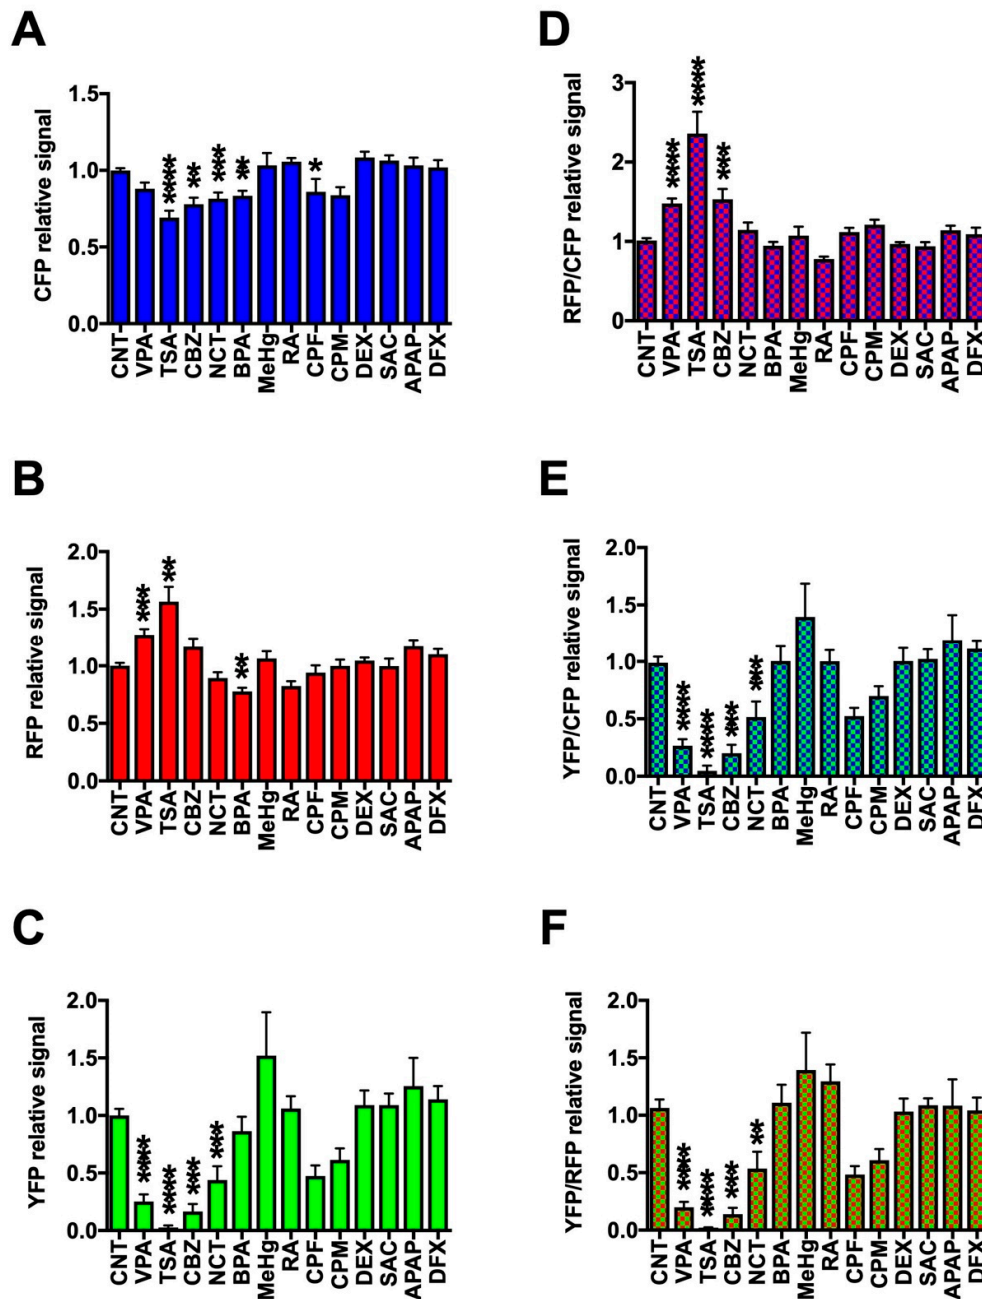 A
CFP relative signal
1.5
1.0
0.5
0.0
**** ** *** ** *
CNT VPA TSA CBZ NCT BPA MeHg RA CPF CPM DEX SAC APAP DFX
D
RFP/CFP relative signal
3
2
1
0
**** **** ***
CNT VPA TSA CBZ NCT BPA MeHg RA CPF CPM DEX SAC APAP DFX
B
RFP relative signal
2.0
1.5
1.0
0.5
0.0
*** ** **
CNT VPA TSA CBZ NCT BPA MeHg RA CPF CPM DEX SAC APAP DFX
E
YFP/CFP relative signal
2.0
1.5
1.0
0.5
0.0
**** **** *** ***
CNT VPA TSA CBZ NCT BPA MeHg RA CPF CPM DEX SAC APAP DFX
C
YFP relative signal
2.0
1.5
1.0
0.5
0.0
**** **** *** ***
CNT VPA TSA CBZ NCT BPA MeHg RA CPF CPM DEX SAC APAP DFX
F
YFP/RFP relative signal
2.0
1.5
1.0
0.5
0.0
**** **** *** **
CNT VPA TSA CBZ NCT BPA MeHg RA CPF CPM DEX SAC APAP DFX